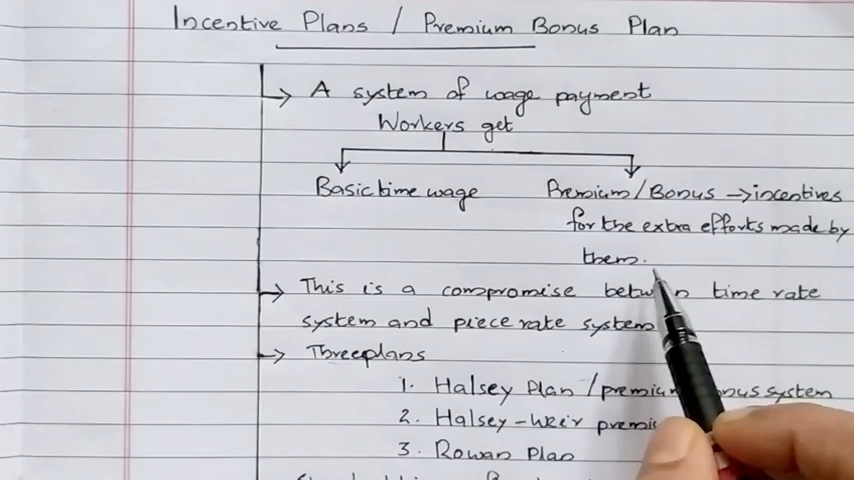 Incentive Plans / Premium Bonus Plan
→ A system of wage payment
Workers get
Basic time wage Premium/Bonus → incentives
for the extra efforts made by
them.
→ This is a compromise between time rate
system and piece rate system
→ Three plans
1. Halsey Plan / premium bonus system
2. Halsey-Weir
3. Rowan Plan